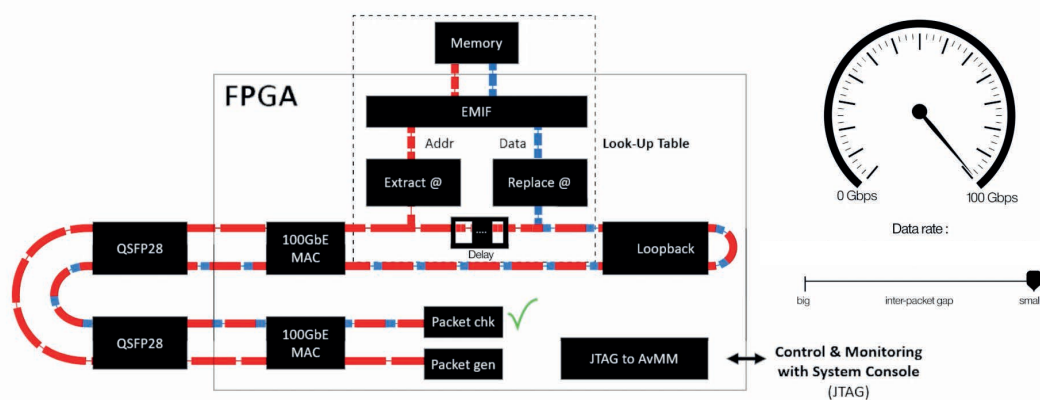 Memory
FPGA
EMIF
Addr
Data
Look-Up Table
Extract @
Replace @
0 Gbps
100 Gbps
Data rate :
QSFP28
100GbE
MAC
....
Delay
Loopback
big
inter-packet gap
small
QSFP28
100GbE
MAC
Packet chk
Packet gen
JTAG to AvMM
Control & Monitoring
with System Console
(JTAG)